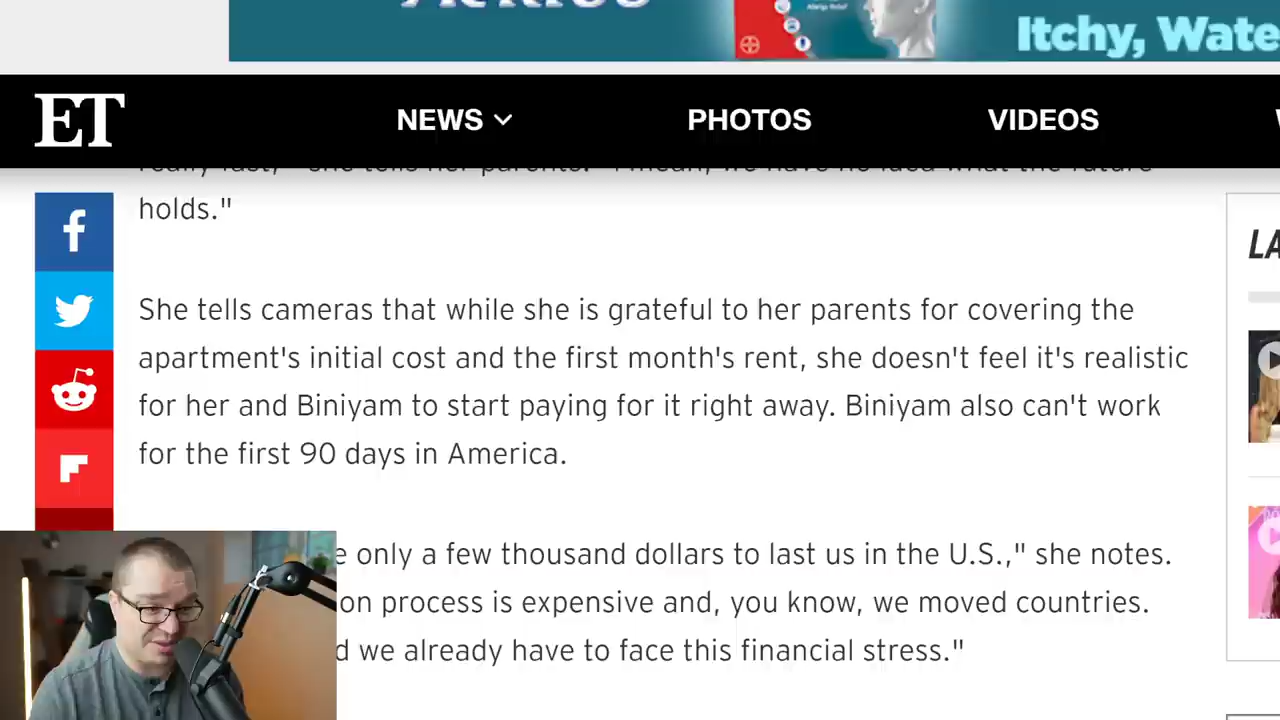 Itchy, Wate
ET
NEWS
PHOTOS
VIDEOS
holds."
LA
She tells cameras that while she is grateful to her parents for covering the
apartment's initial cost and the first month's rent, she doesn't feel it's realistic
for her and Biniyam to start paying for it right away. Biniyam also can't work
for the first 90 days in America.
only a few thousand dollars to last us in the U.S.," she notes.
process is expensive and, you know, we moved countries.
we already have to face this financial stress."